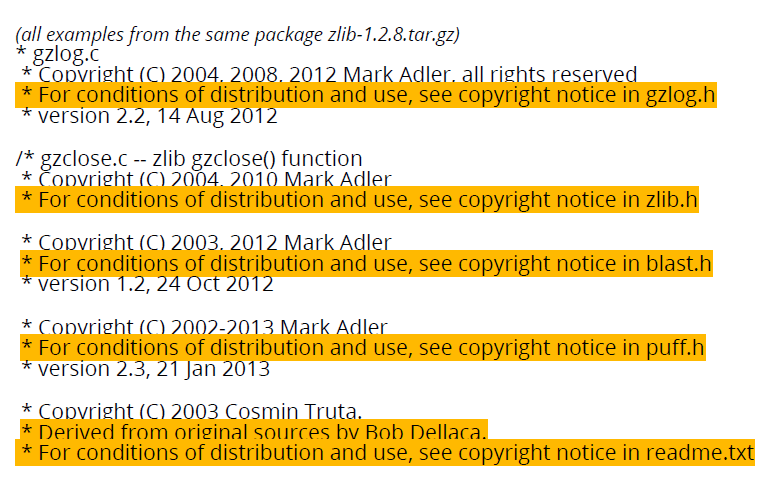 (all examples from the same package zlib-1.2.8.tar.gz)
* gzlog.c
* Copyright (C) 2004, 2008, 2012 Mark Adler, all rights reserved
* For conditions of distribution and use, see copyright notice in gzlog.h
* version 2.2, 14 Aug 2012
/* gzclose.c -- zlib gzclose() function
* Copyright (C) 2004, 2010 Mark Adler
* For conditions of distribution and use, see copyright notice in zlib.h
* Copyright (C) 2003, 2012 Mark Adler
* For conditions of distribution and use, see copyright notice in blast.h
* version 1.2, 24 Oct 2012
* Copyright (C) 2002-2013 Mark Adler
* For conditions of distribution and use, see copyright notice in puff.h
* version 2.3, 21 Jan 2013
* Copyright (C) 2003 Cosmin Truta.
* Derived from original sources by Bob Dellaca.
* For conditions of distribution and use, see copyright notice in readme.txt